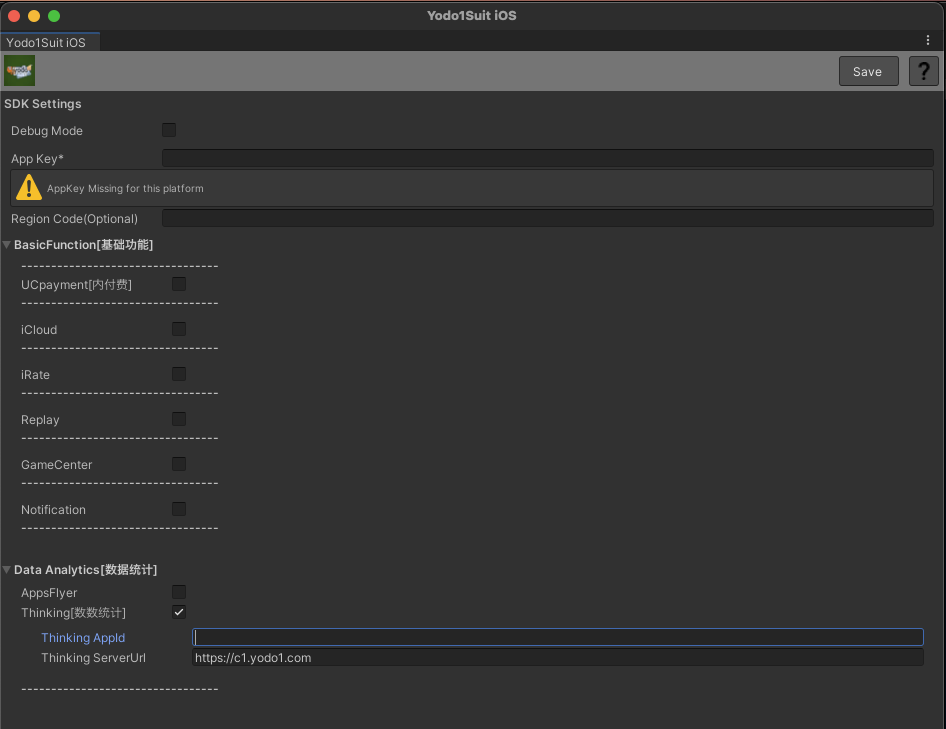 Yodo1Suit iOS
Yodo1Suit iOS
Save
?
SDK Settings
Debug Mode
App Key*
AppKey Missing for this platform
Region Code(Optional)
BasicFunction[基础功能]
---------------------------------
UCpayment[内付费]
---------------------------------
iCloud
---------------------------------
iRate
---------------------------------
Replay
---------------------------------
GameCenter
---------------------------------
Notification
---------------------------------
Data Analytics[数据统计]
AppsFlyer
Thinking[数数统计]
Thinking AppId
Thinking ServerUrl https://c1.yodo1.com
---------------------------------